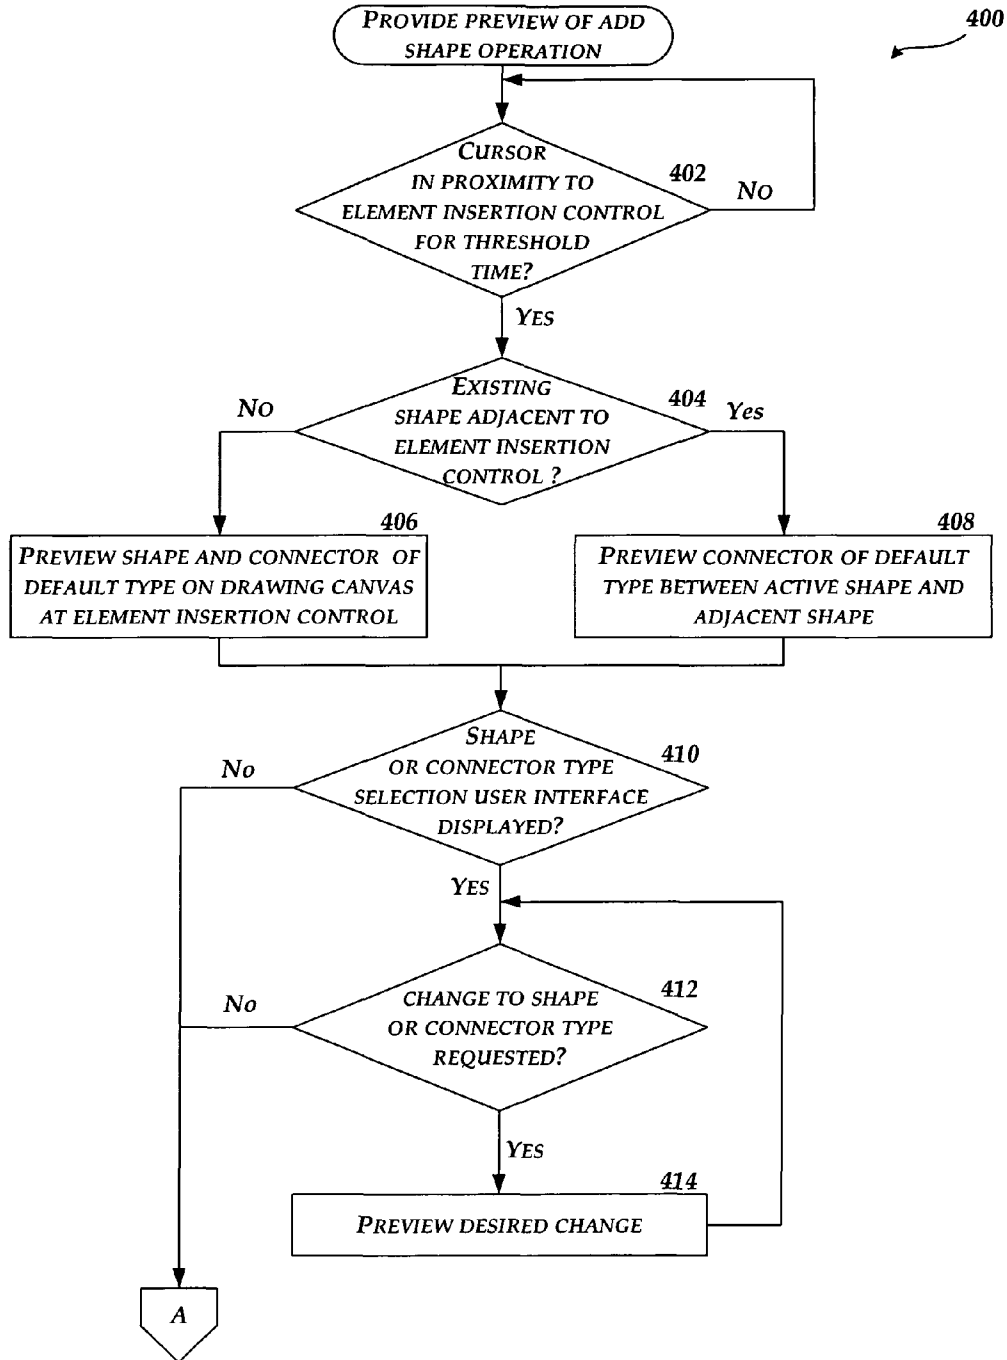 PROVIDE PREVIEW OF ADD
SHAPE OPERATION
400
CURSOR
IN PROXIMITY TO
ELEMENT INSERTION CONTROL
FOR THRESHOLD
TIME?
402
NO
YES
EXISTING
SHAPE ADJACENT TO
ELEMENT INSERTION
CONTROL ?
404
NO
Yes
406
PREVIEW SHAPE AND CONNECTOR OF
DEFAULT TYPE ON DRAWING CANVAS
AT ELEMENT INSERTION CONTROL
408
PREVIEW CONNECTOR OF DEFAULT
TYPE BETWEEN ACTIVE SHAPE AND
ADJACENT SHAPE
SHAPE
OR CONNECTOR TYPE
SELECTION USER INTERFACE
DISPLAYED?
410
No
YES
CHANGE TO SHAPE
OR CONNECTOR TYPE
REQUESTED?
412
No
YES
414
PREVIEW DESIRED CHANGE
A